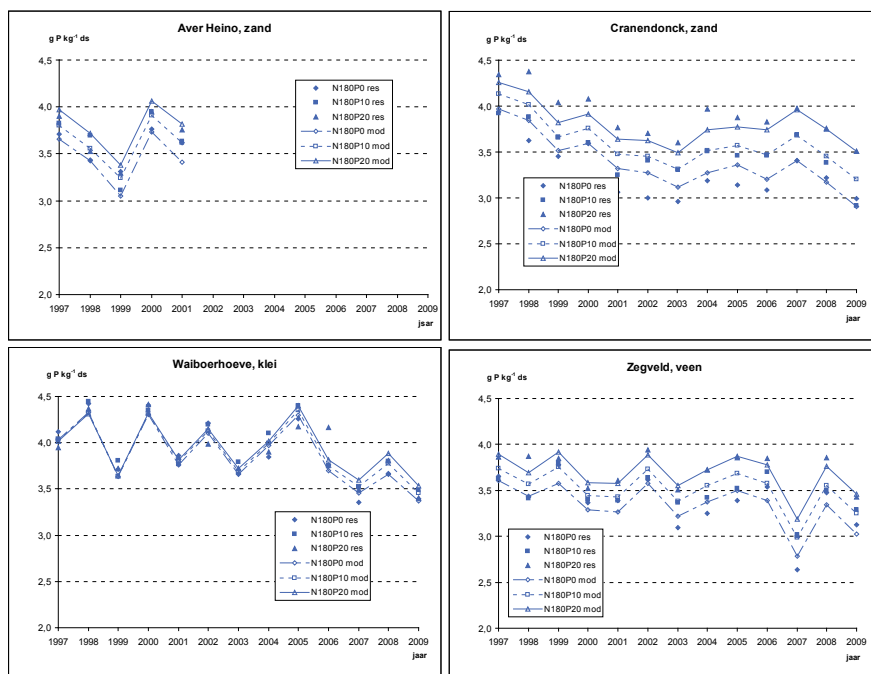 Aver Heino, zand
g P kg-1 ds
4,5
4,0
3,5
3,0
2,5
2,0
N180P0 res
N180P10 res
N180P20 res
N180P0 mod
N180P10 mod
N180P20 mod
1997 1998 1999 2000 2001 2002 2003 2004 2005 2006 2007 2008 2009
jsar
Cranendonck, zand
g P kg-1 ds
4,5
4,0
3,5
3,0
2,5
2,0
N180P0 res
N180P10 res
N180P20 res
N180P0 mod
N180P10 mod
N180P20 mod
1997 1998 1999 2000 2001 2002 2003 2004 2005 2006 2007 2008 2009
jaar
Waiboerhoeve, klei
g P kg-1 ds
4,5
4,0
3,5
3,0
2,5
2,0
N180P0 res
N180P10 res
N180P20 res
N180P0 mod
N180P10 mod
N180P20 mod
1997 1998 1999 2000 2001 2002 2003 2004 2005 2006 2007 2008 2009
jaar
Zegveld, veen
g P kg-1 ds
4,5
4,0
3,5
3,0
2,5
2,0
N180P0 res
N180P10 res
N180P20 res
N180P0 mod
N180P10 mod
N180P20 mod
1997 1998 1999 2000 2001 2002 2003 2004 2005 2006 2007 2008 2009
jaar